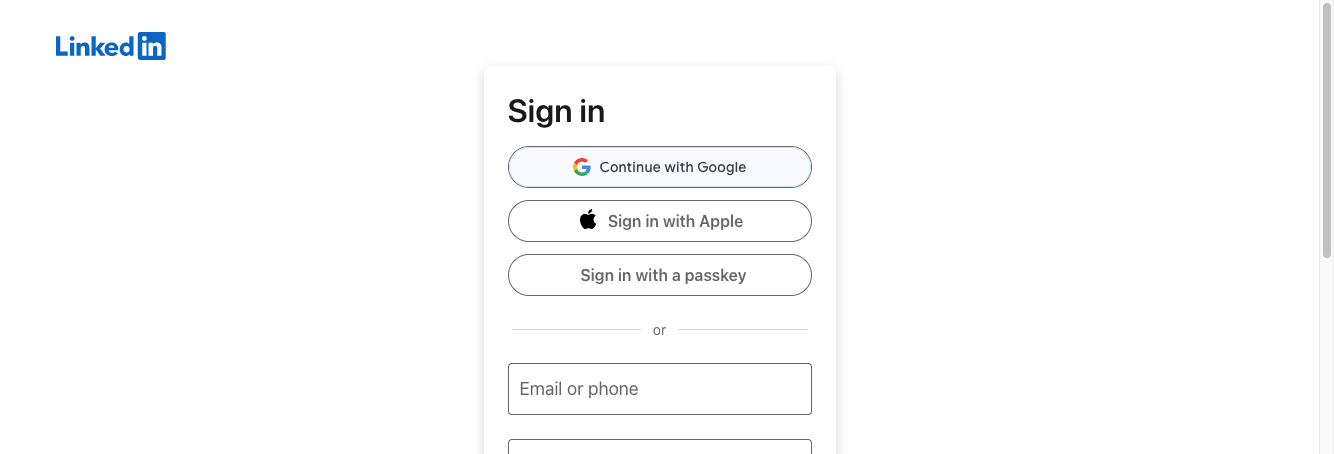 LinkedIn
Sign in
Continue with Google
Sign in with Apple
Sign in with a passkey
or
Email or phone